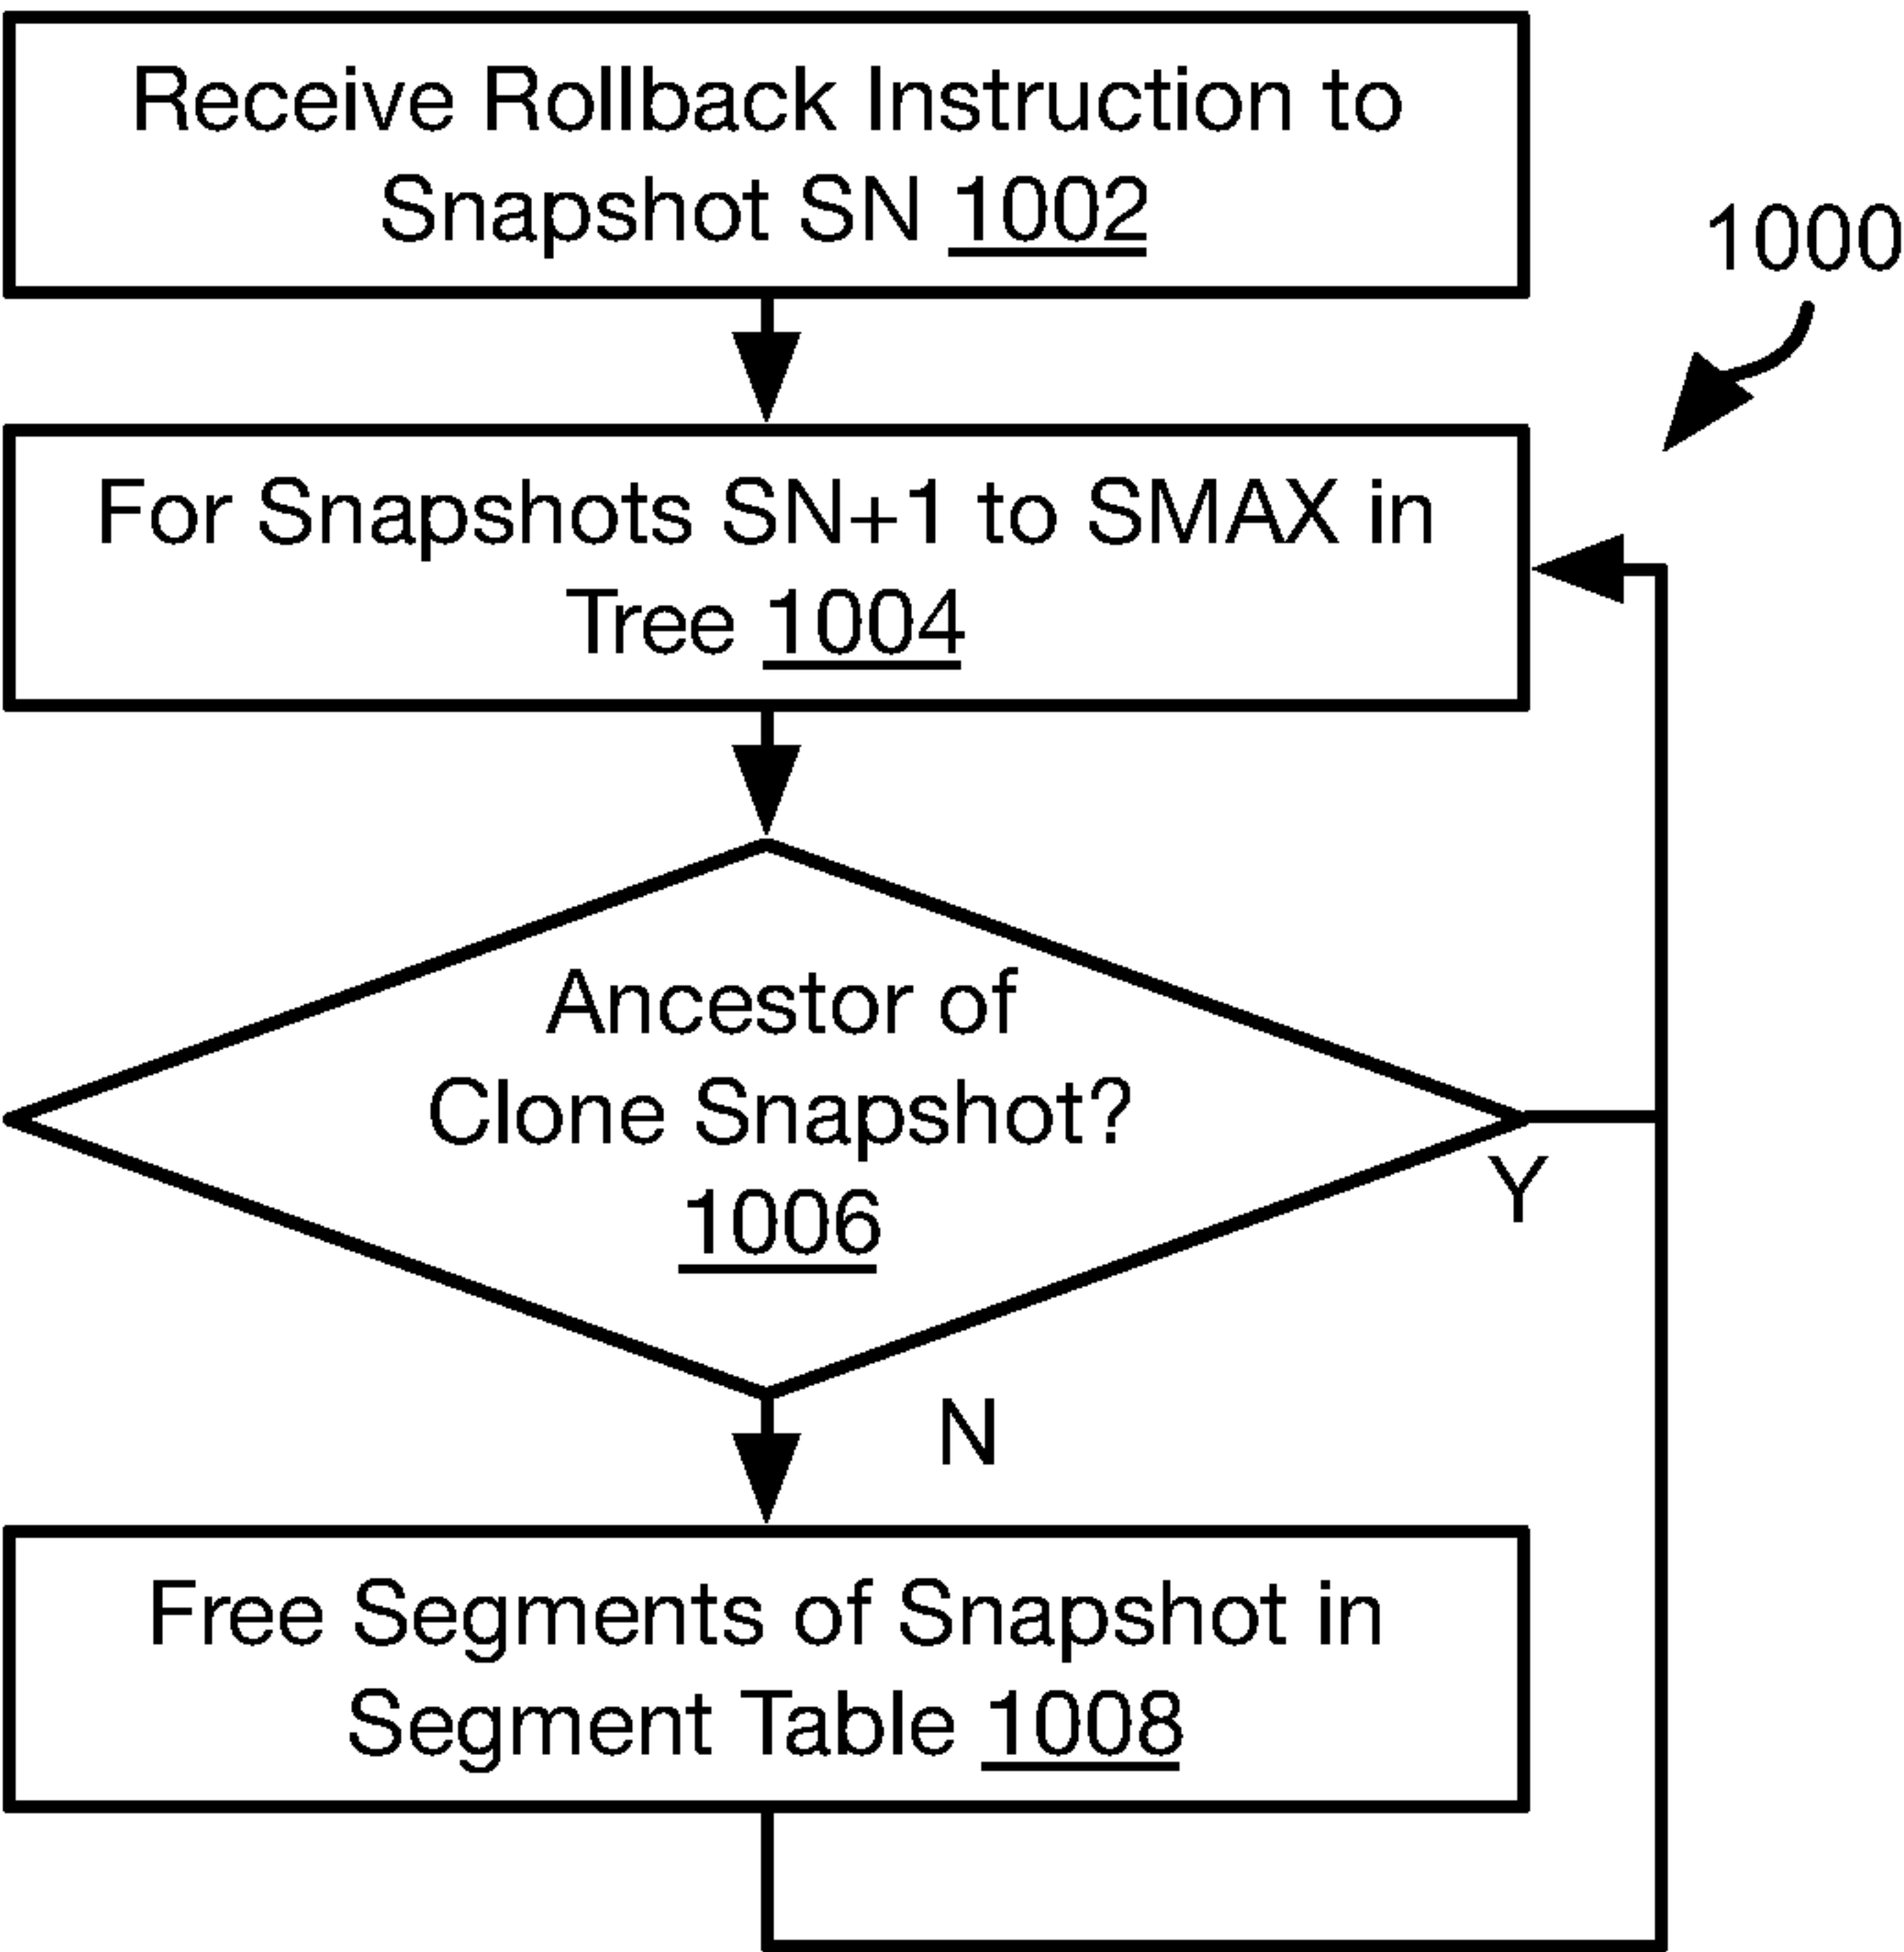 Receive Rollback Instruction to
Snapshot SN 1002
1000
For Snapshots SN+1 to SMAX in
Tree 1004
Ancestor of
Clone Snapshot?
1006
Y
N
Free Segments of Snapshot in
Segment Table 1008